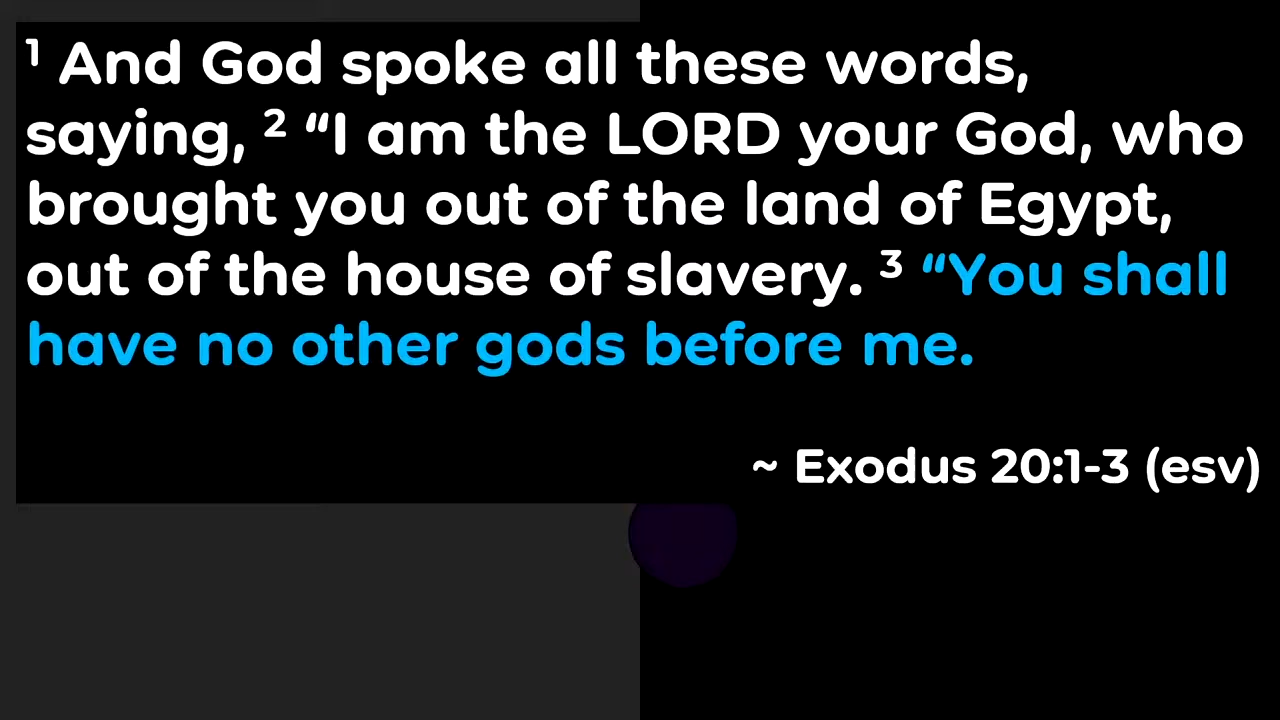 ¹ And God spoke all these words,
saying, ² “I am the LORD your God, who
brought you out of the land of Egypt,
out of the house of slavery. ³ “You shall
have no other gods before me.
~ Exodus 20:1-3 (esv)